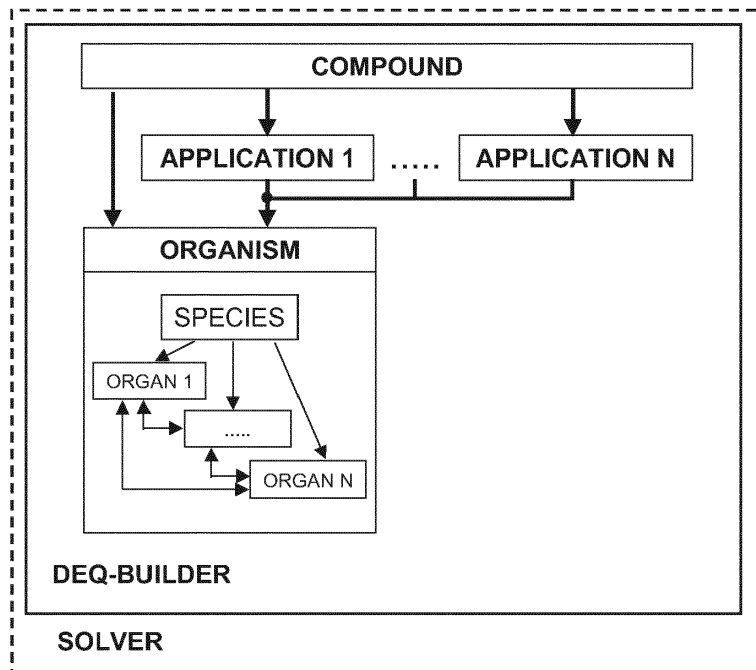 COMPOUND
APPLICATION 1 ..... APPLICATION N
ORGANISM
SPECIES
ORGAN 1
.....
ORGAN N
DEQ-BUILDER
SOLVER